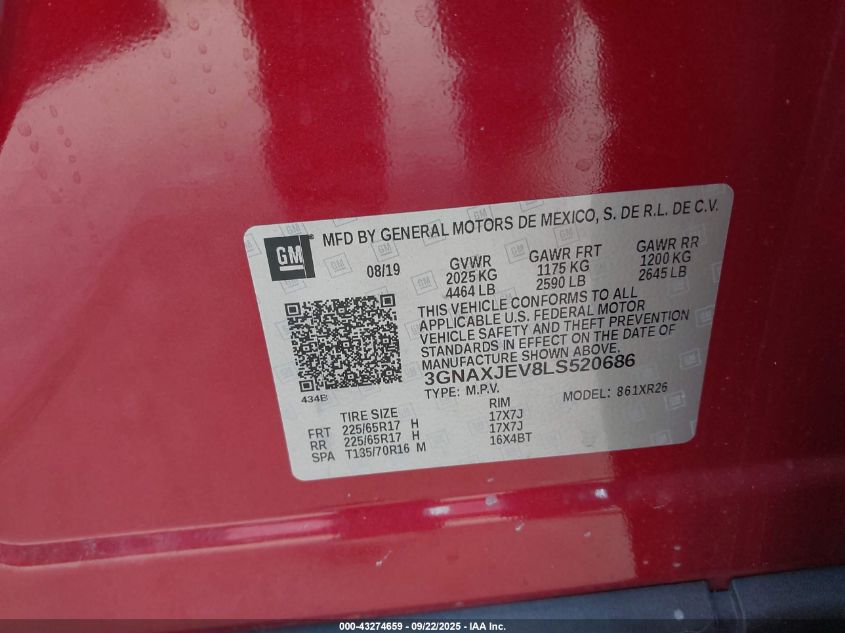 GM ® MFD BY GENERAL MOTORS DE MEXICO, S. DE R.L. DE C.V.
08/19 GVWR GAWR FRT GAWR RR
2025 KG 1175 KG 1200 KG
4464 LB 2590 LB 2645 LB
THIS VEHICLE CONFORMS TO ALL
APPLICABLE U.S. FEDERAL MOTOR
VEHICLE SAFETY AND THEFT PREVENTION
STANDARDS IN EFFECT ON THE DATE OF
MANUFACTURE SHOWN ABOVE.
3GNAXJEV8LS520686
434B TYPE: M.P.V. MODEL: 861XR26
TIRE SIZE RIM
FRT 225/65R17 H 17X7J
RR 225/65R17 H 17X7J
SPA T135/70R16 M 16X4BT
000-43274659 - 09/22/2025 - IAA Inc.